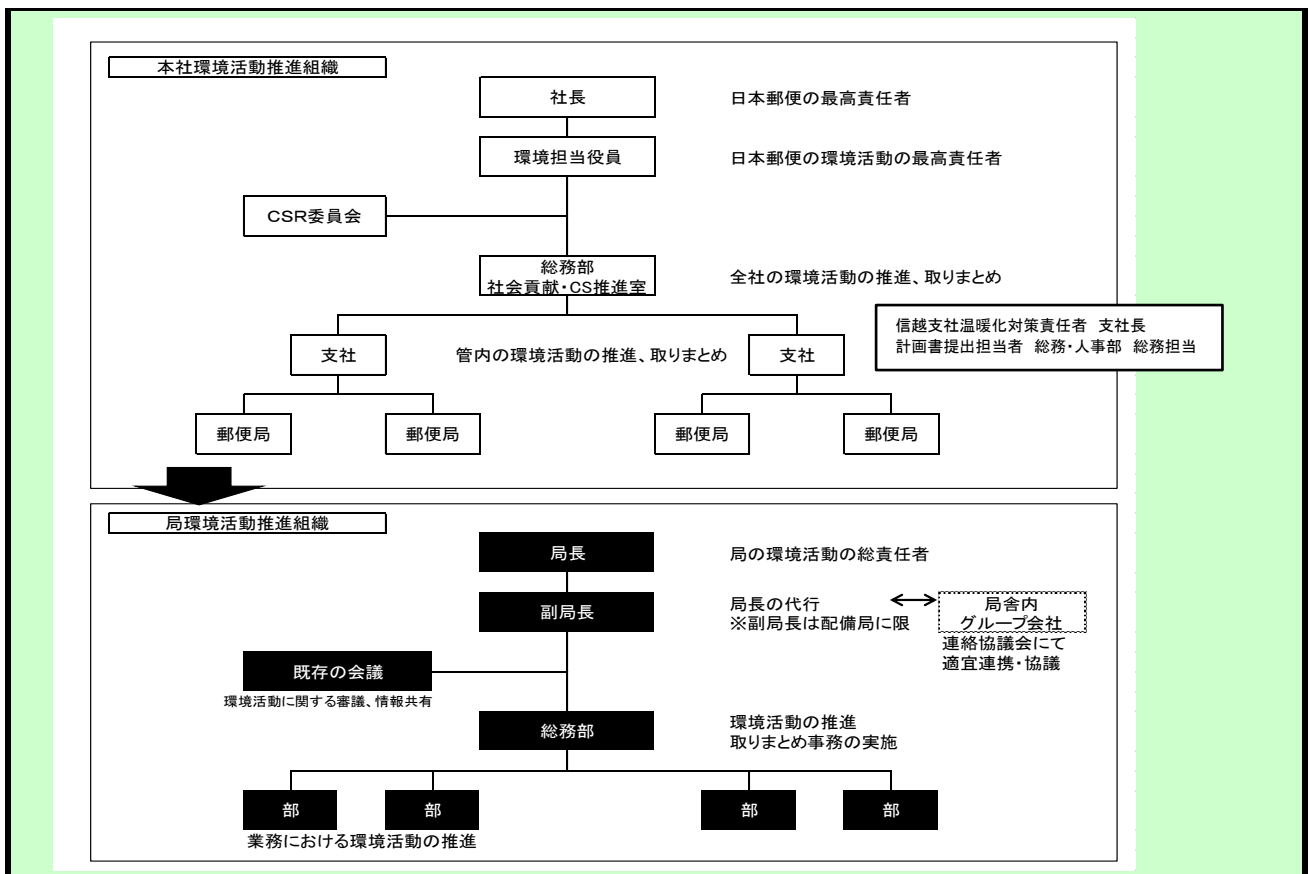 本社環境活動推進組織
社長
日本郵便の最高責任者
環境担当役員
日本郵便の環境活動の最高責任者
CSR委員会
総務部
社会貢献・CS推進室
全社の環境活動の推進、取りまとめ
信越支社温暖化対策責任者 支社長
計画書提出担当者 総務・人事部 総務担当
支社
管内の環境活動の推進、取りまとめ
支社
郵便局
郵便局
郵便局
郵便局
局環境活動推進組織
局長
局の環境活動の総責任者
副局長
局長の代行
※副局長は配備局に限
局舎内
グループ会社
連絡協議会にて
適宜連携・協議
既存の会議
環境活動に関する審議、情報共有
総務部
環境活動の推進
取りまとめ事務の実施
部
部
部
部
業務における環境活動の推進